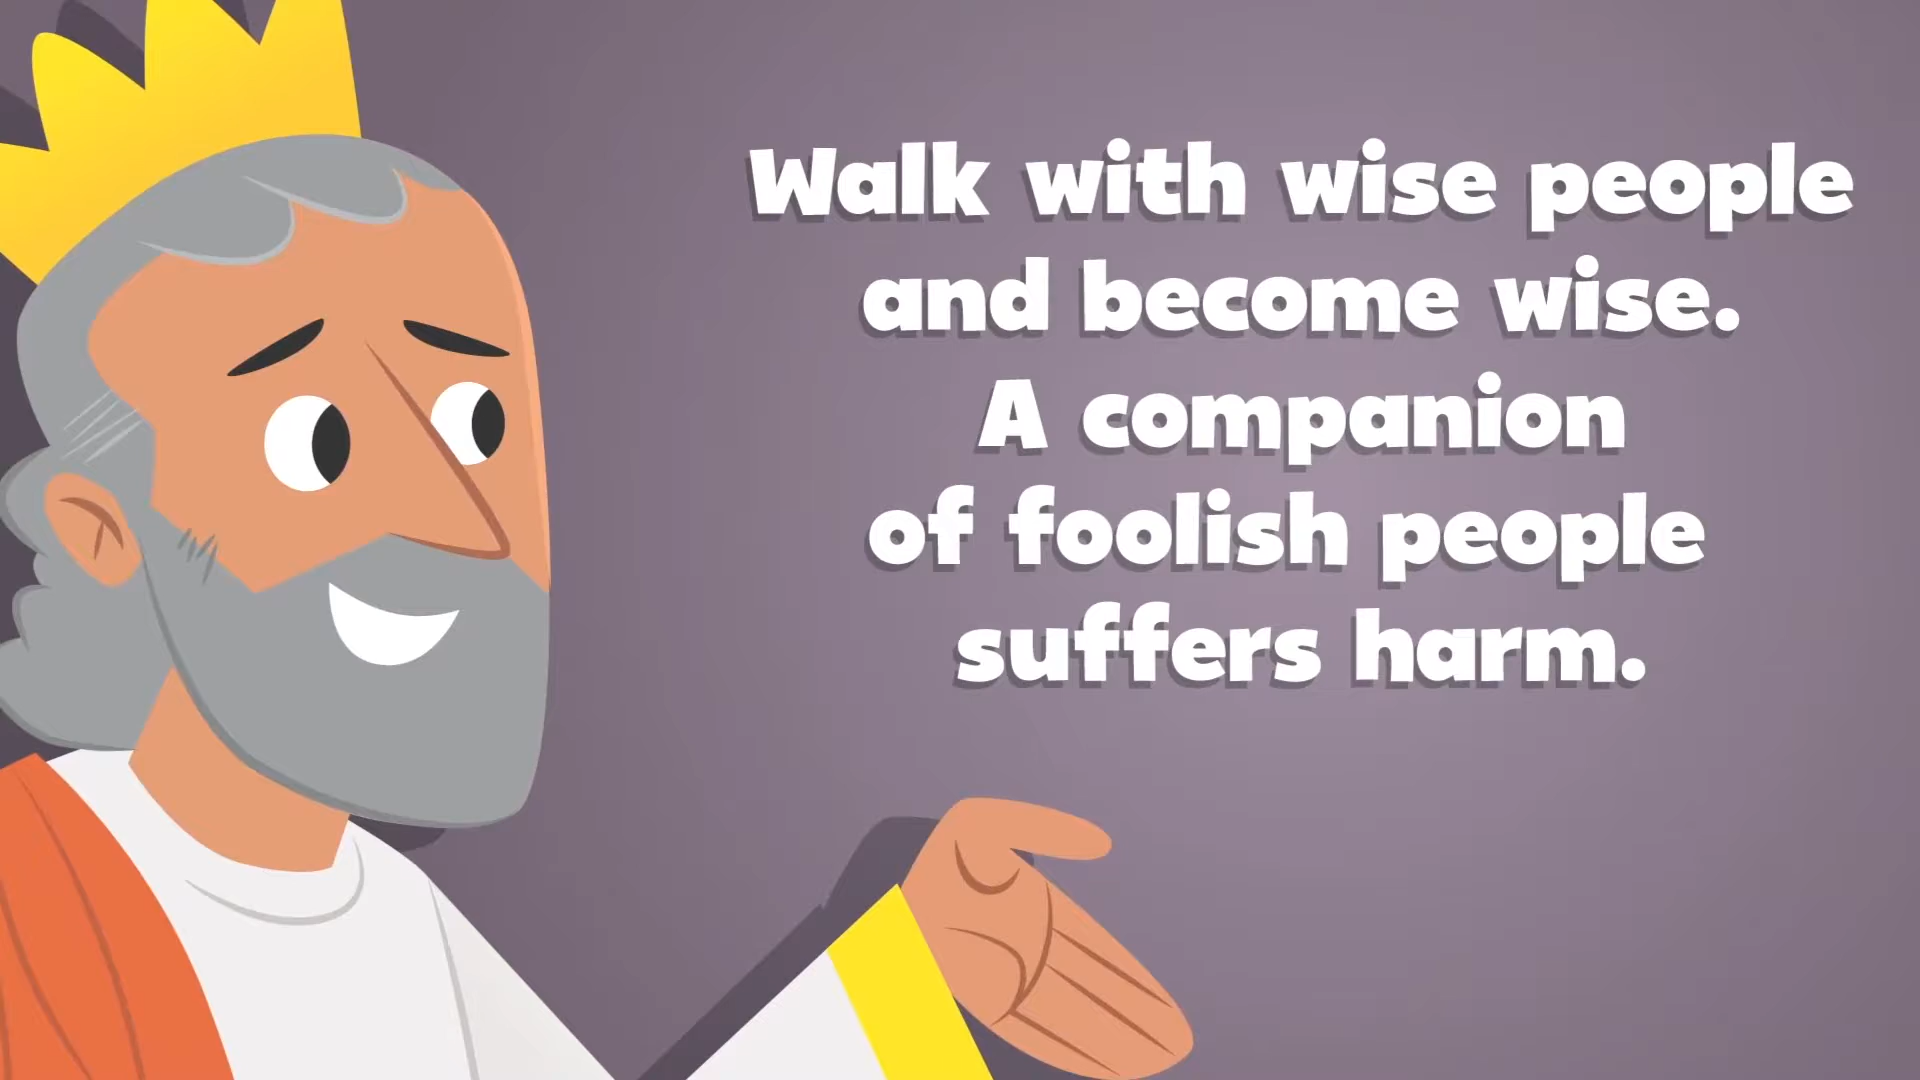 Walk with wise people
and become wise.
A companion
of foolish people
suffers harm.